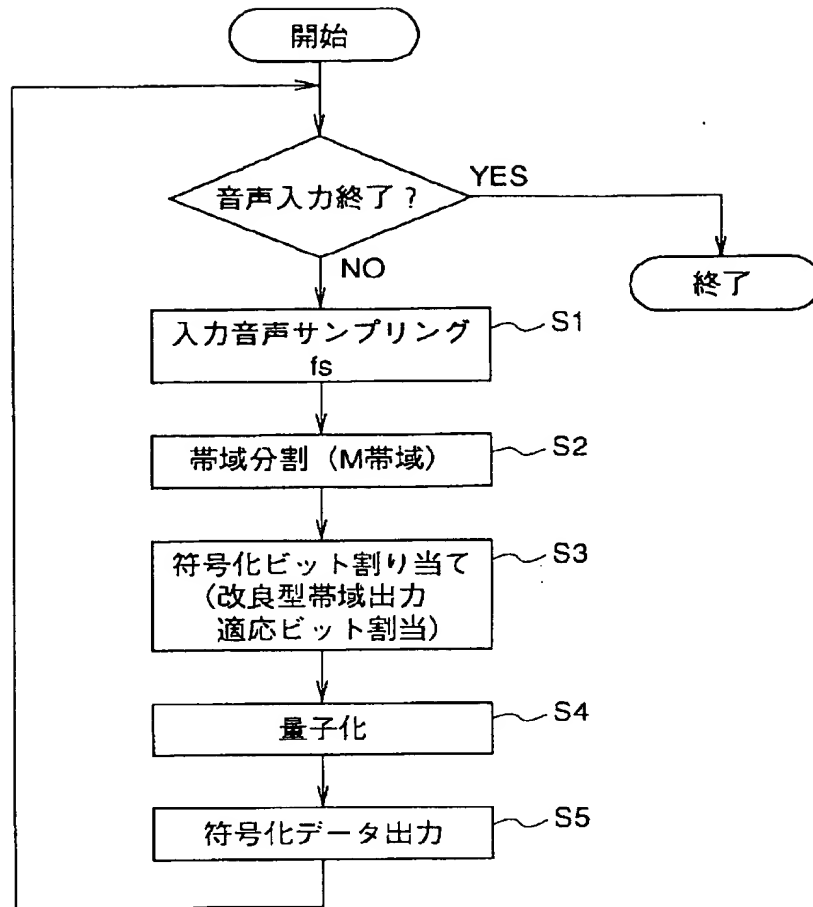 開始
音声入力終了?
YES
NO
終了
入力音声サンプリング
fs
S1
帯域分割(M帯域)
S2
符号化ビット割り当て
(改良型帯域出力
適応ビット割当)
S3
量子化
S4
符号化データ出力
S5